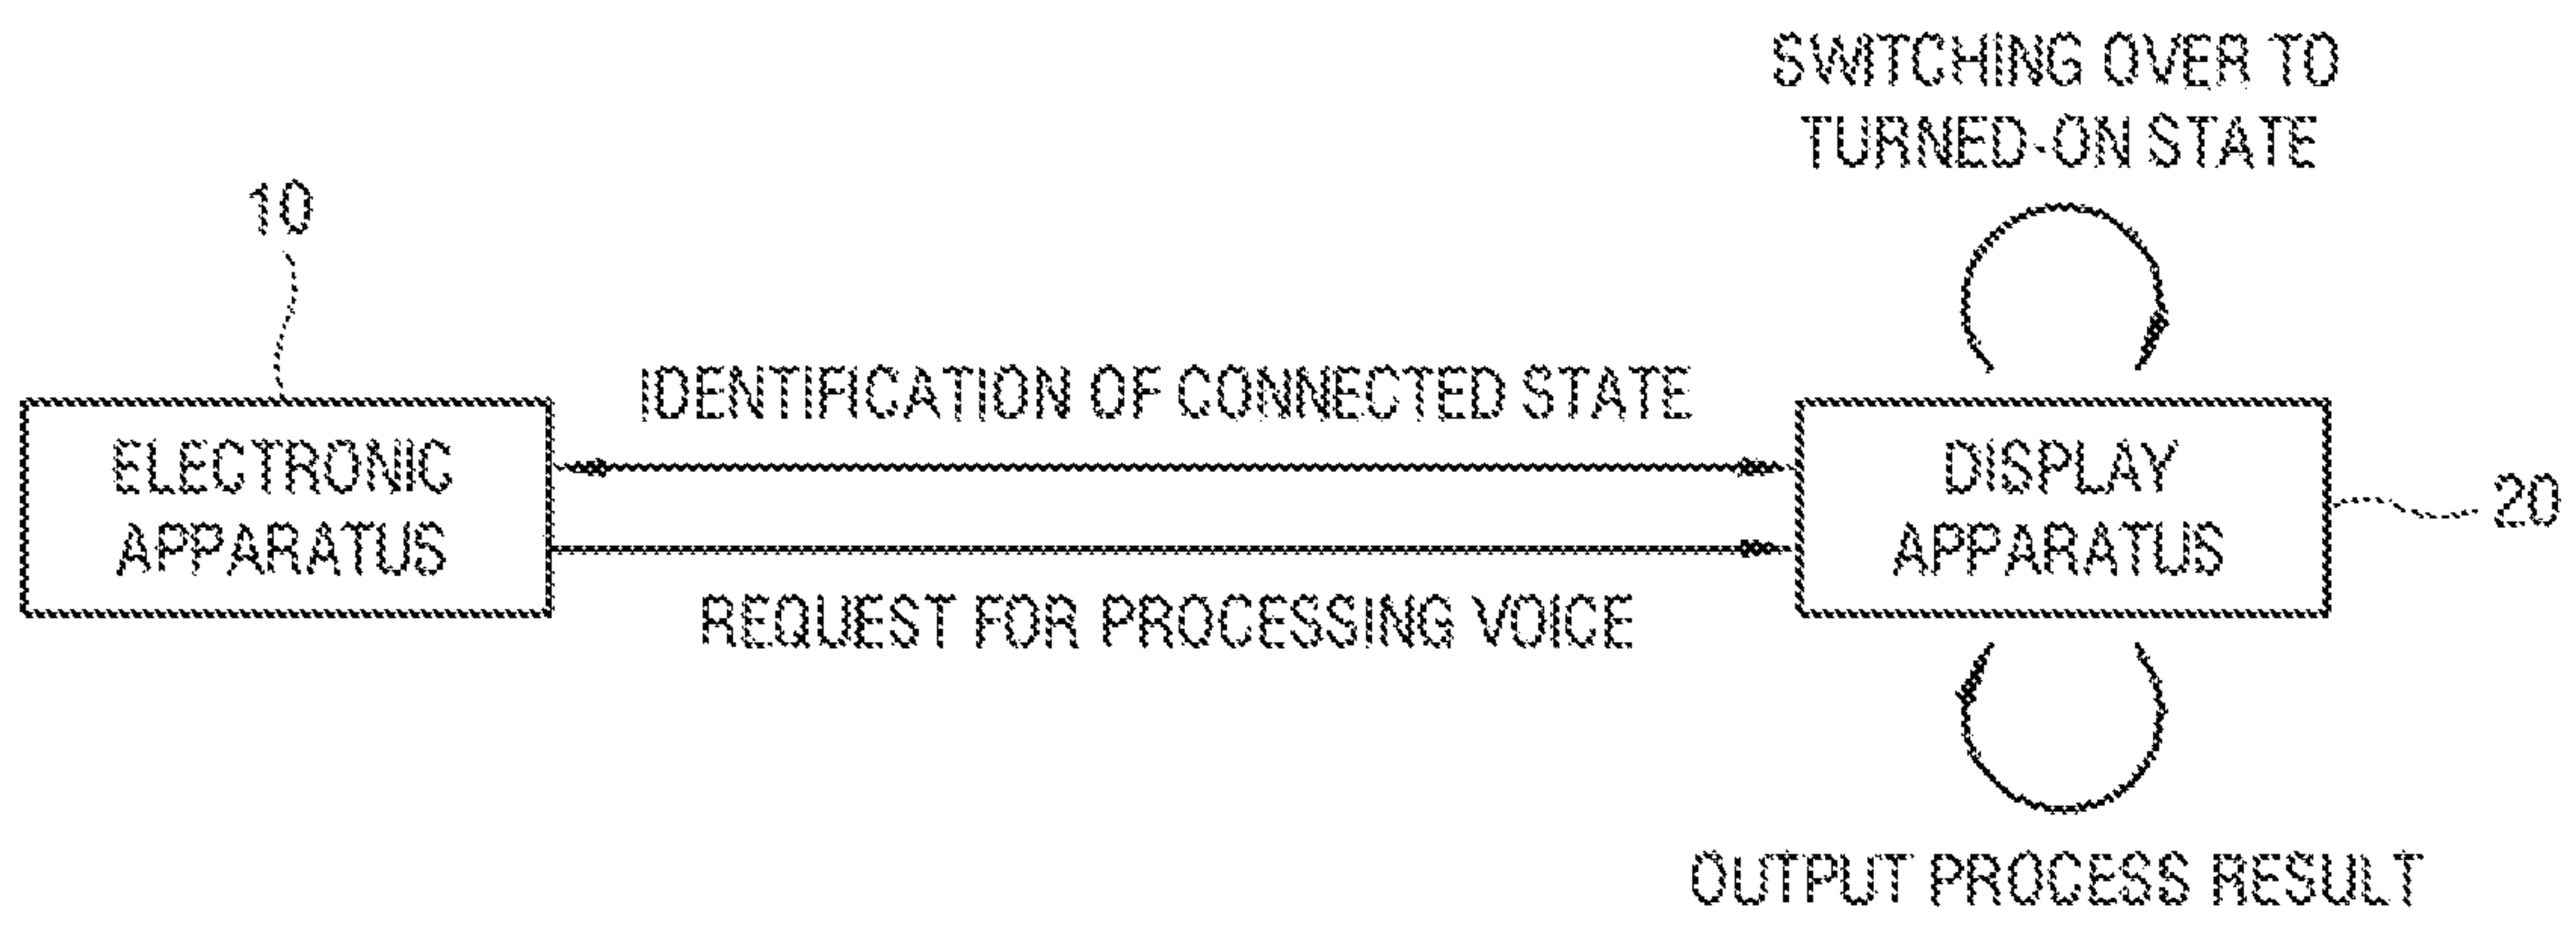 SWITCHING OVER TO
TURNED-ON STATE
10
IDENTIFICATION OF CONNECTED STATE
ELECTRONIC
APPARATUS
DISPLAY
APPARATUS
20
REQUEST FOR PROCESSING VOICE
OUTPUT PROCESS RESULT